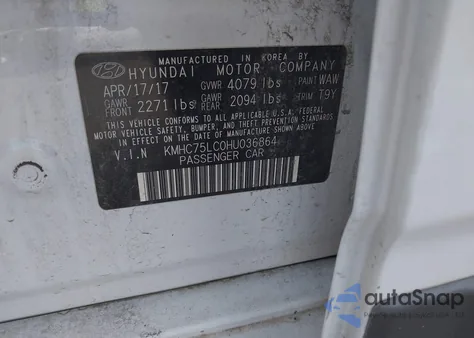 MANUFACTURED IN KOREA BY
HYUNDAI MOTOR COMPANY
APR/17/17 GVWR 4079 lbs PAINT WAW
GAWR FRONT 2271 lbs GAWR REAR 2094 lbs TRIM T9Y
THIS VEHICLE CONFORMS TO ALL APPLICABLE U.S. FEDERAL
MOTOR VEHICLE SAFETY, BUMPER, AND THEFT PREVENTION STANDARDS
IN EFFECT ON THE DATE OF MANUFACTURE SHOWN ABOVE.
V.I.N KMHC75LC0HU036864
PASSENGER CAR
autoSnap